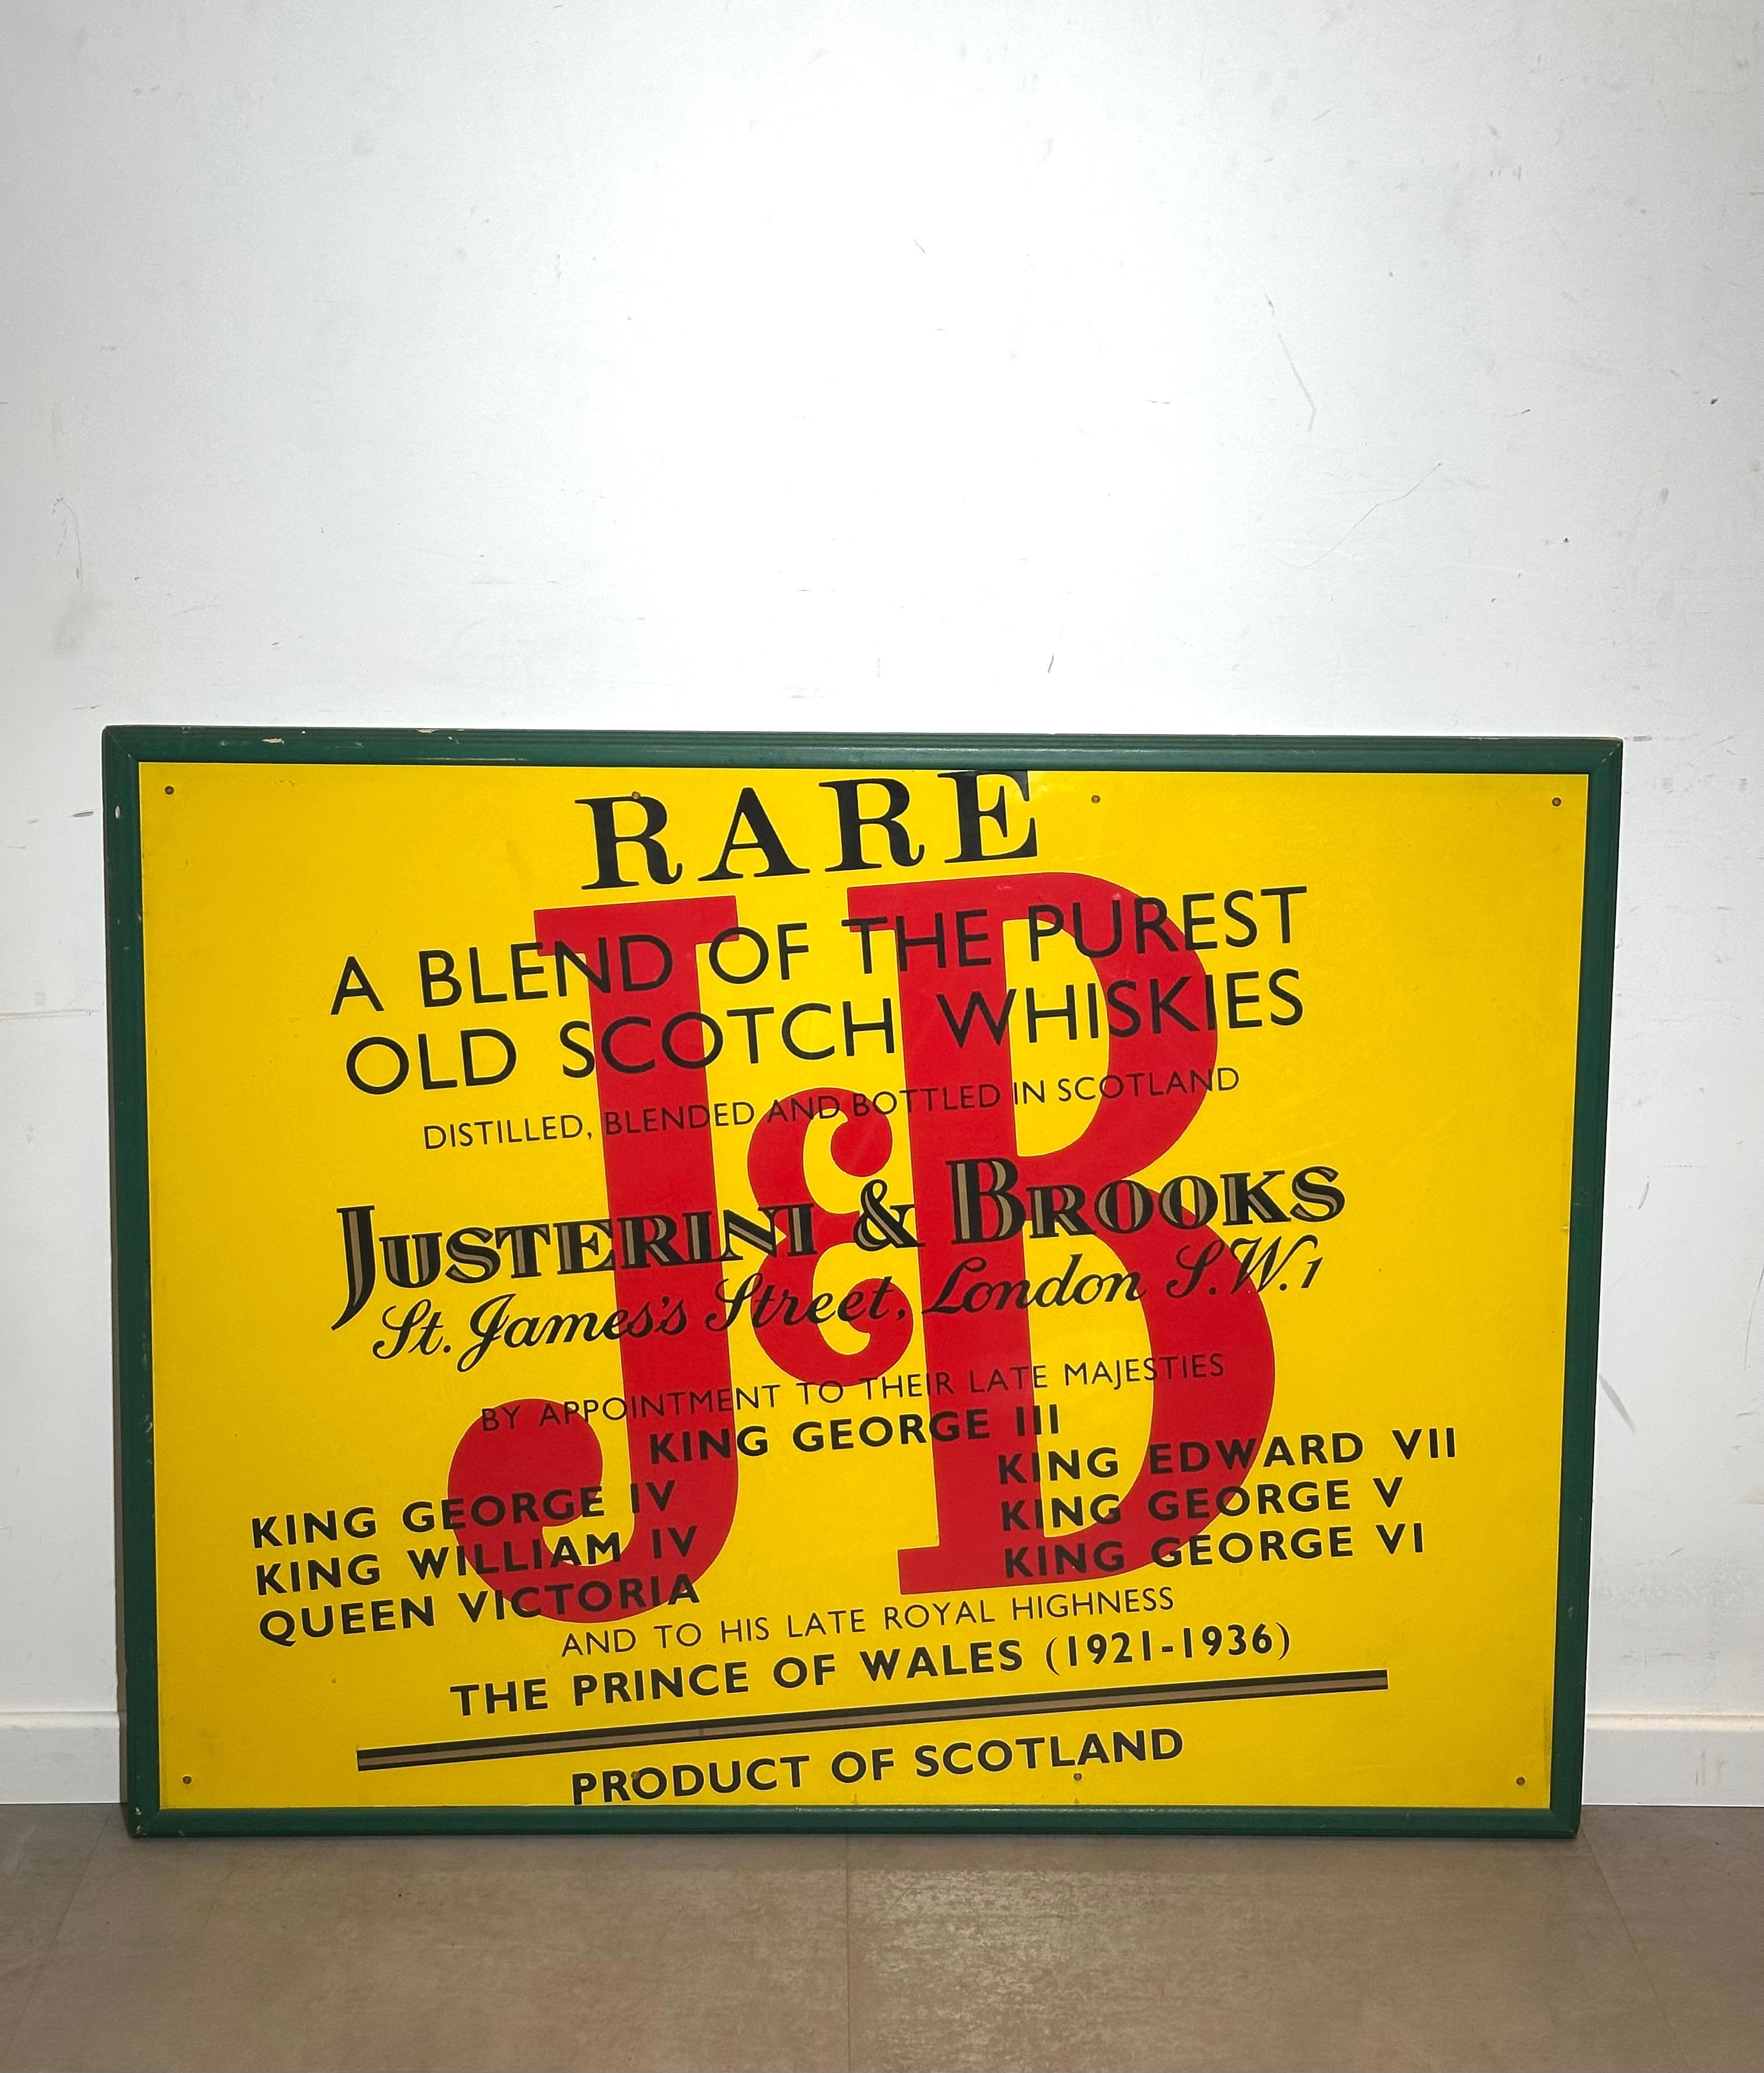 RARE
J&B
A BLEND OF THE PUREST
OLD SCOTCH WHISKIES
DISTILLED, BLENDED AND BOTTLED IN SCOTLAND
JUSTERINI & BROOKS
St. James's Street, London S.W.1
BY APPOINTMENT TO THEIR LATE MAJESTIES
KING GEORGE III
KING GEORGE IV
KING WILLIAM IV
QUEEN VICTORIA
KING EDWARD VII
KING GEORGE V
KING GEORGE VI
AND TO HIS LATE ROYAL HIGHNESS
THE PRINCE OF WALES (1921-1936)
PRODUCT OF SCOTLAND